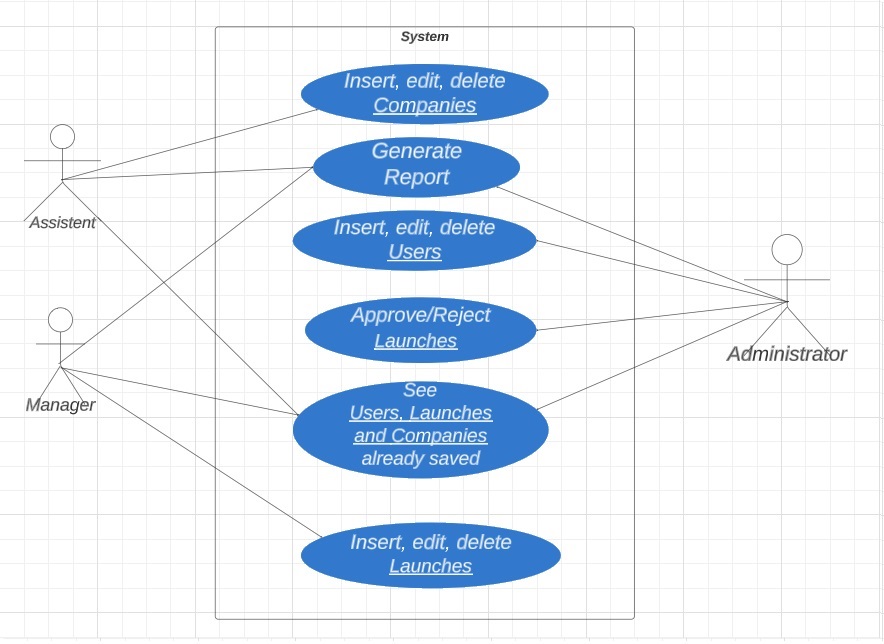 System
Insert, edit, delete
Companies
Generate
Report
Insert, edit, delete
Users
Approve/Reject
Launches
See
Users, Launches
and Companies
already saved
Insert, edit, delete
Launches
Assistent
Manager
Administrator